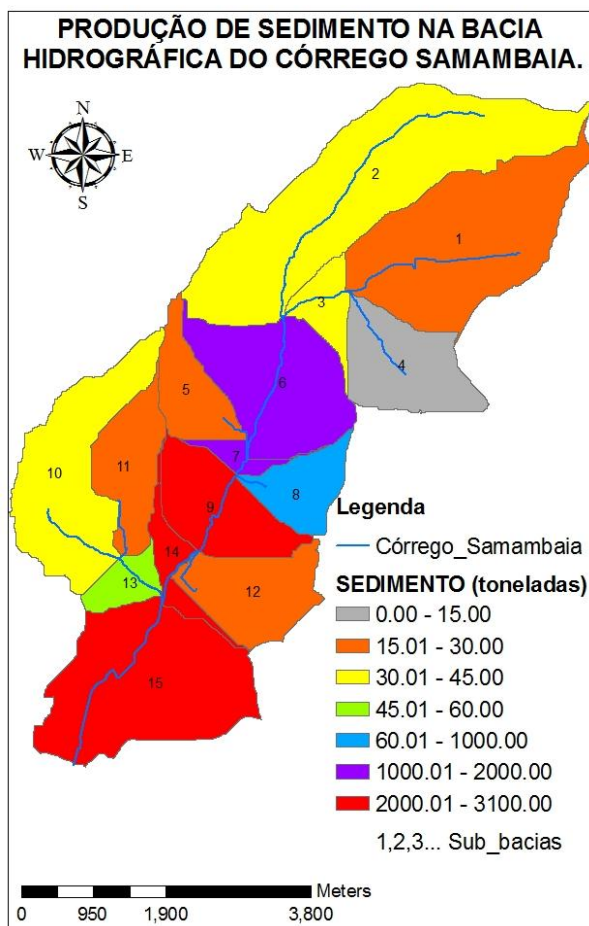 PRODUÇÃO DE SEDIMENTO NA BACIA
HIDROGRÁFICA DO CÓRREGO SAMAMBAIA.
N
W E
S
2
1
3
4
6
5
7
10
11
8
9
14
13
12
15
Legenda
Córrego_Samambaia
SEDIMENTO (toneladas)
0.00 - 15.00
15.01 - 30.00
30.01 - 45.00
45.01 - 60.00
60.01 - 1000.00
1000.01 - 2000.00
2000.01 - 3100.00
1,2,3... Sub_bacias
Meters
0 950 1,900 3,800